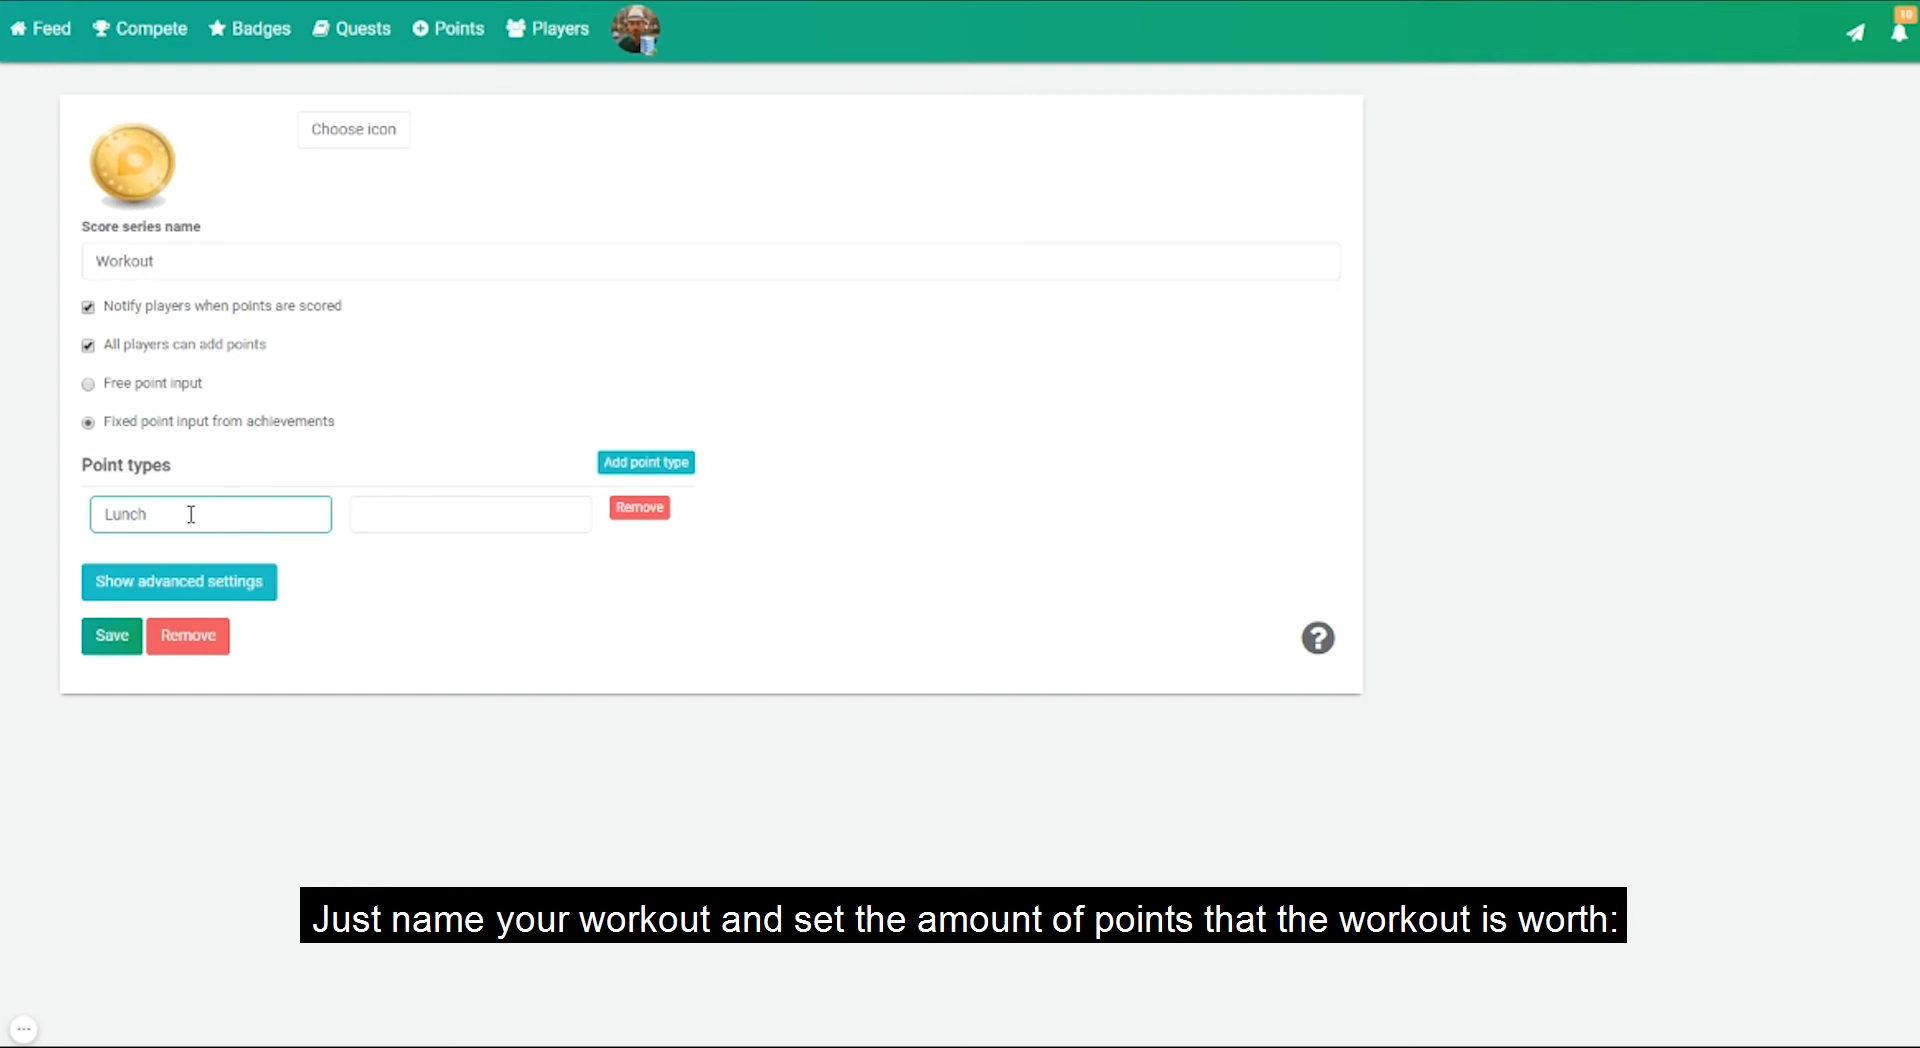 Feed Compete Badges Quests Points Players
10
Choose icon
Score series name
Workout
Notify players when points are scored
All players can add points
Free point input
Fixed point input from achievements
Point types Add point type
Lunch Remove
Show advanced settings
Save Remove
Just name your workout and set the amount of points that the workout is worth: